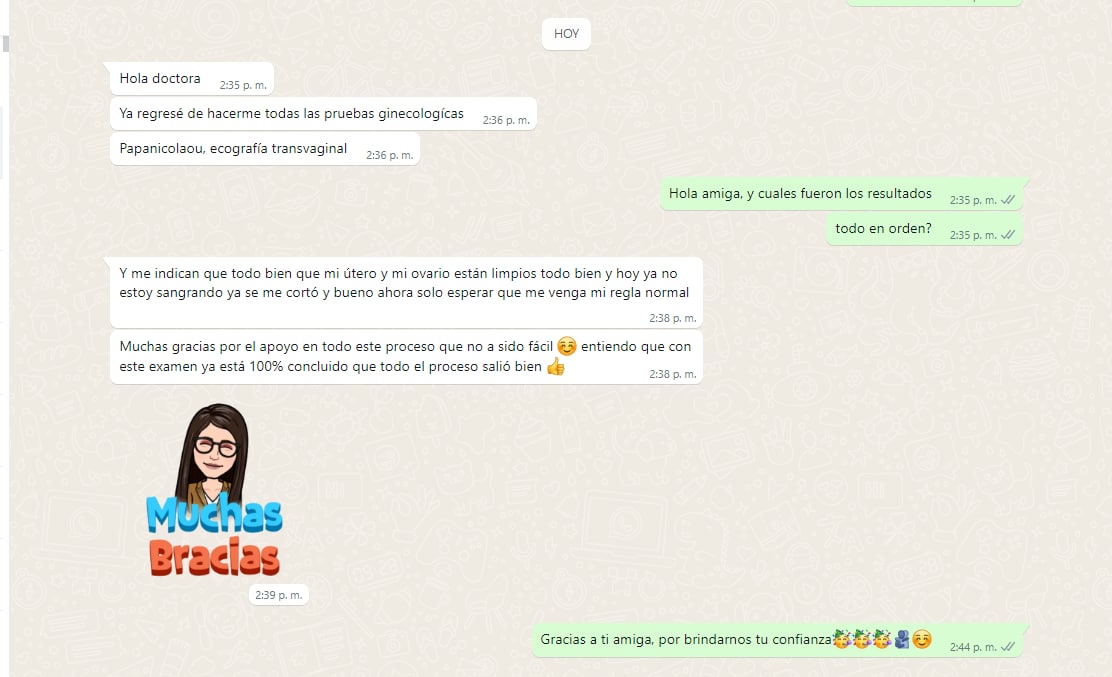 HOY
Hola doctora
2:35 p. m.
Ya regresé de hacerme todas las pruebas ginecologícas
2:36 p. m.
Papanicolaou, ecografía transvaginal
2:36 p. m.
Hola amiga, y cuales fueron los resultados
2:35 p. m.
todo en orden?
2:35 p. m.
Y me indican que todo bien que mi útero y mi ovario están limpios todo bien y hoy ya no
estoy sangrando ya se me cortó y bueno ahora solo esperar que me venga mi regla normal
2:38 p. m.
Muchas gracias por el apoyo en todo este proceso que no a sido fácil 😊 entiendo que con
este examen ya está 100% concluido que todo el proceso salió bien 👍
2:38 p. m.
Muchas
Bracias
2:39 p. m.
Gracias a ti amiga, por brindarnos tu confianza🥳🥳🥳🫂😊
2:44 p. m.